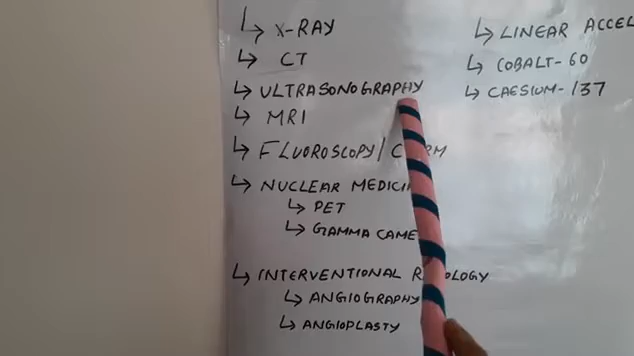 X-RAY
CT
ULTRASONOGRAPHY
MRI
FLUOROSCOPY/
NUCLEAR
PET
GAMMA
INTERVENTIONAL
ANGIOGRAPHY
ANGIOPLASTY
LINEAR
COBALT-60
CAESIUM-137